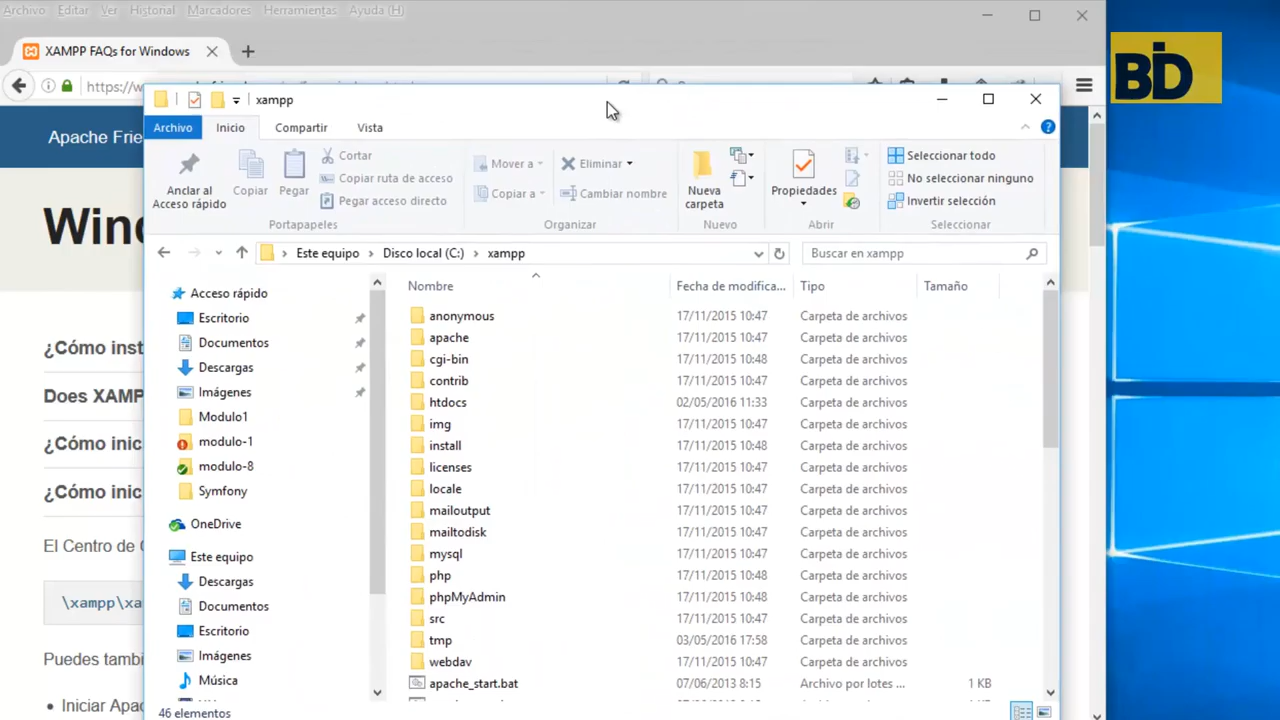 Archivo Editar Ver Historial Marcadores Herramientas Ayuda (H)
XAMPP FAQs for Windows
https://w
BID
xampp
Archivo Inicio Compartir Vista
Anclar al Acceso rápido
Copiar
Pegar
Cortar
Copiar ruta de acceso
Pegar acceso directo
Portapapeles
Mover a
Copiar a
Eliminar
Cambiar nombre
Organizar
Nueva carpeta
Nuevo
Propiedades
Abrir
Seleccionar todo
No seleccionar ninguno
Invertir selección
Seleccionar
Este equipo > Disco local (C:) > xampp
Buscar en xampp
Apache Frie
Wind
¿Cómo inst
Does XAMP
¿Cómo inic
¿Cómo inic
El Centro de C
\xampp\xa
Puedes tambi
Iniciar Apac
Acceso rápido
Escritorio
Documentos
Descargas
Imágenes
Modulo1
modulo-1
modulo-8
Symfony
OneDrive
Este equipo
Descargas
Documentos
Escritorio
Imágenes
Música
Nombre Fecha de modifica... Tipo Tamaño
anonymous 17/11/2015 10:47 Carpeta de archivos
apache 17/11/2015 10:47 Carpeta de archivos
cgi-bin 17/11/2015 10:48 Carpeta de archivos
contrib 17/11/2015 10:47 Carpeta de archivos
htdocs 02/05/2016 11:33 Carpeta de archivos
img 17/11/2015 10:47 Carpeta de archivos
install 17/11/2015 10:48 Carpeta de archivos
licenses 17/11/2015 10:47 Carpeta de archivos
locale 17/11/2015 10:47 Carpeta de archivos
mailoutput 17/11/2015 10:47 Carpeta de archivos
mailtodisk 17/11/2015 10:47 Carpeta de archivos
mysql 17/11/2015 10:47 Carpeta de archivos
php 17/11/2015 10:48 Carpeta de archivos
phpMyAdmin 17/11/2015 10:48 Carpeta de archivos
src 17/11/2015 10:47 Carpeta de archivos
tmp 03/05/2016 17:58 Carpeta de archivos
webdav 17/11/2015 10:47 Carpeta de archivos
apache_start.bat 07/06/2013 8:15 Archivo por lotes ... 1 KB
46 elementos